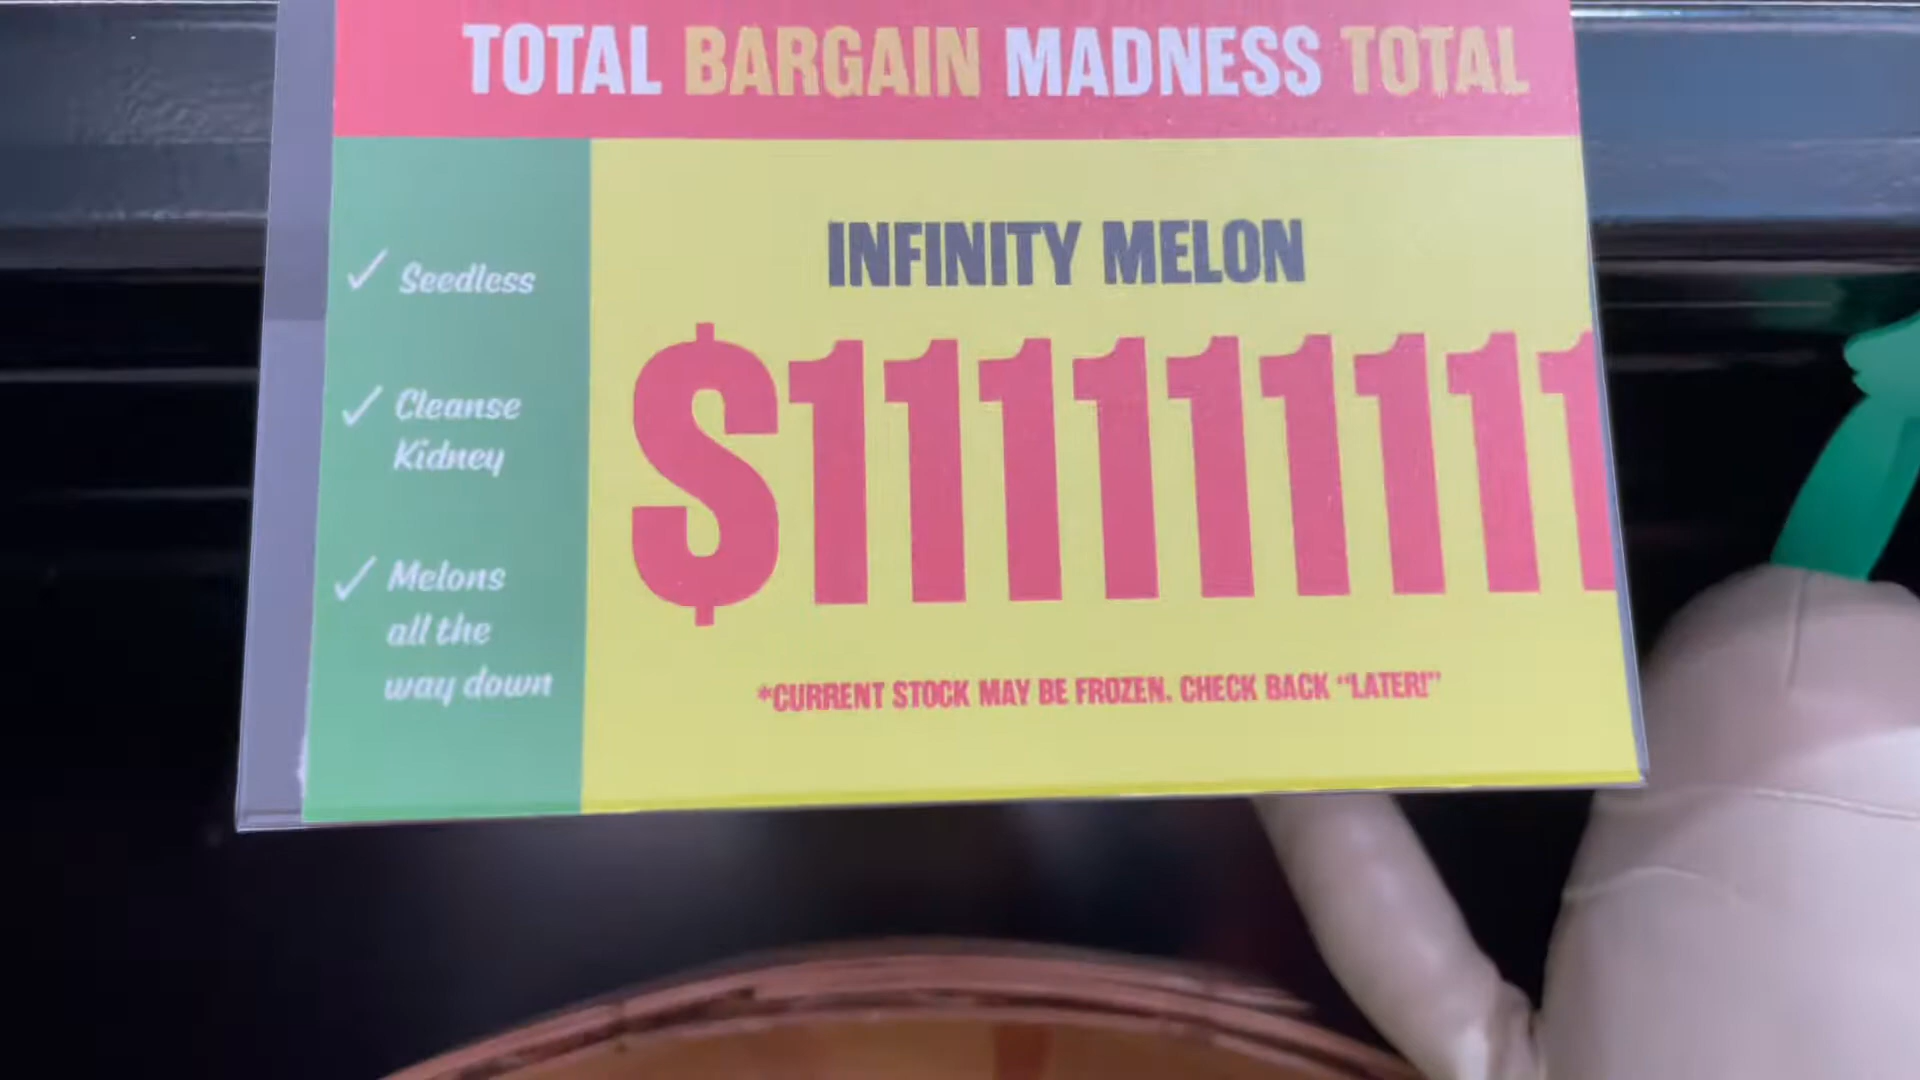 TOTAL BARGAIN MADNESS TOTAL
INFINITY MELON
$111111111
*CURRENT STOCK MAY BE FROZEN. CHECK BACK “LATER!”
✓ Seedless
✓ Cleanse
Kidney
✓ Melons
all the
way down